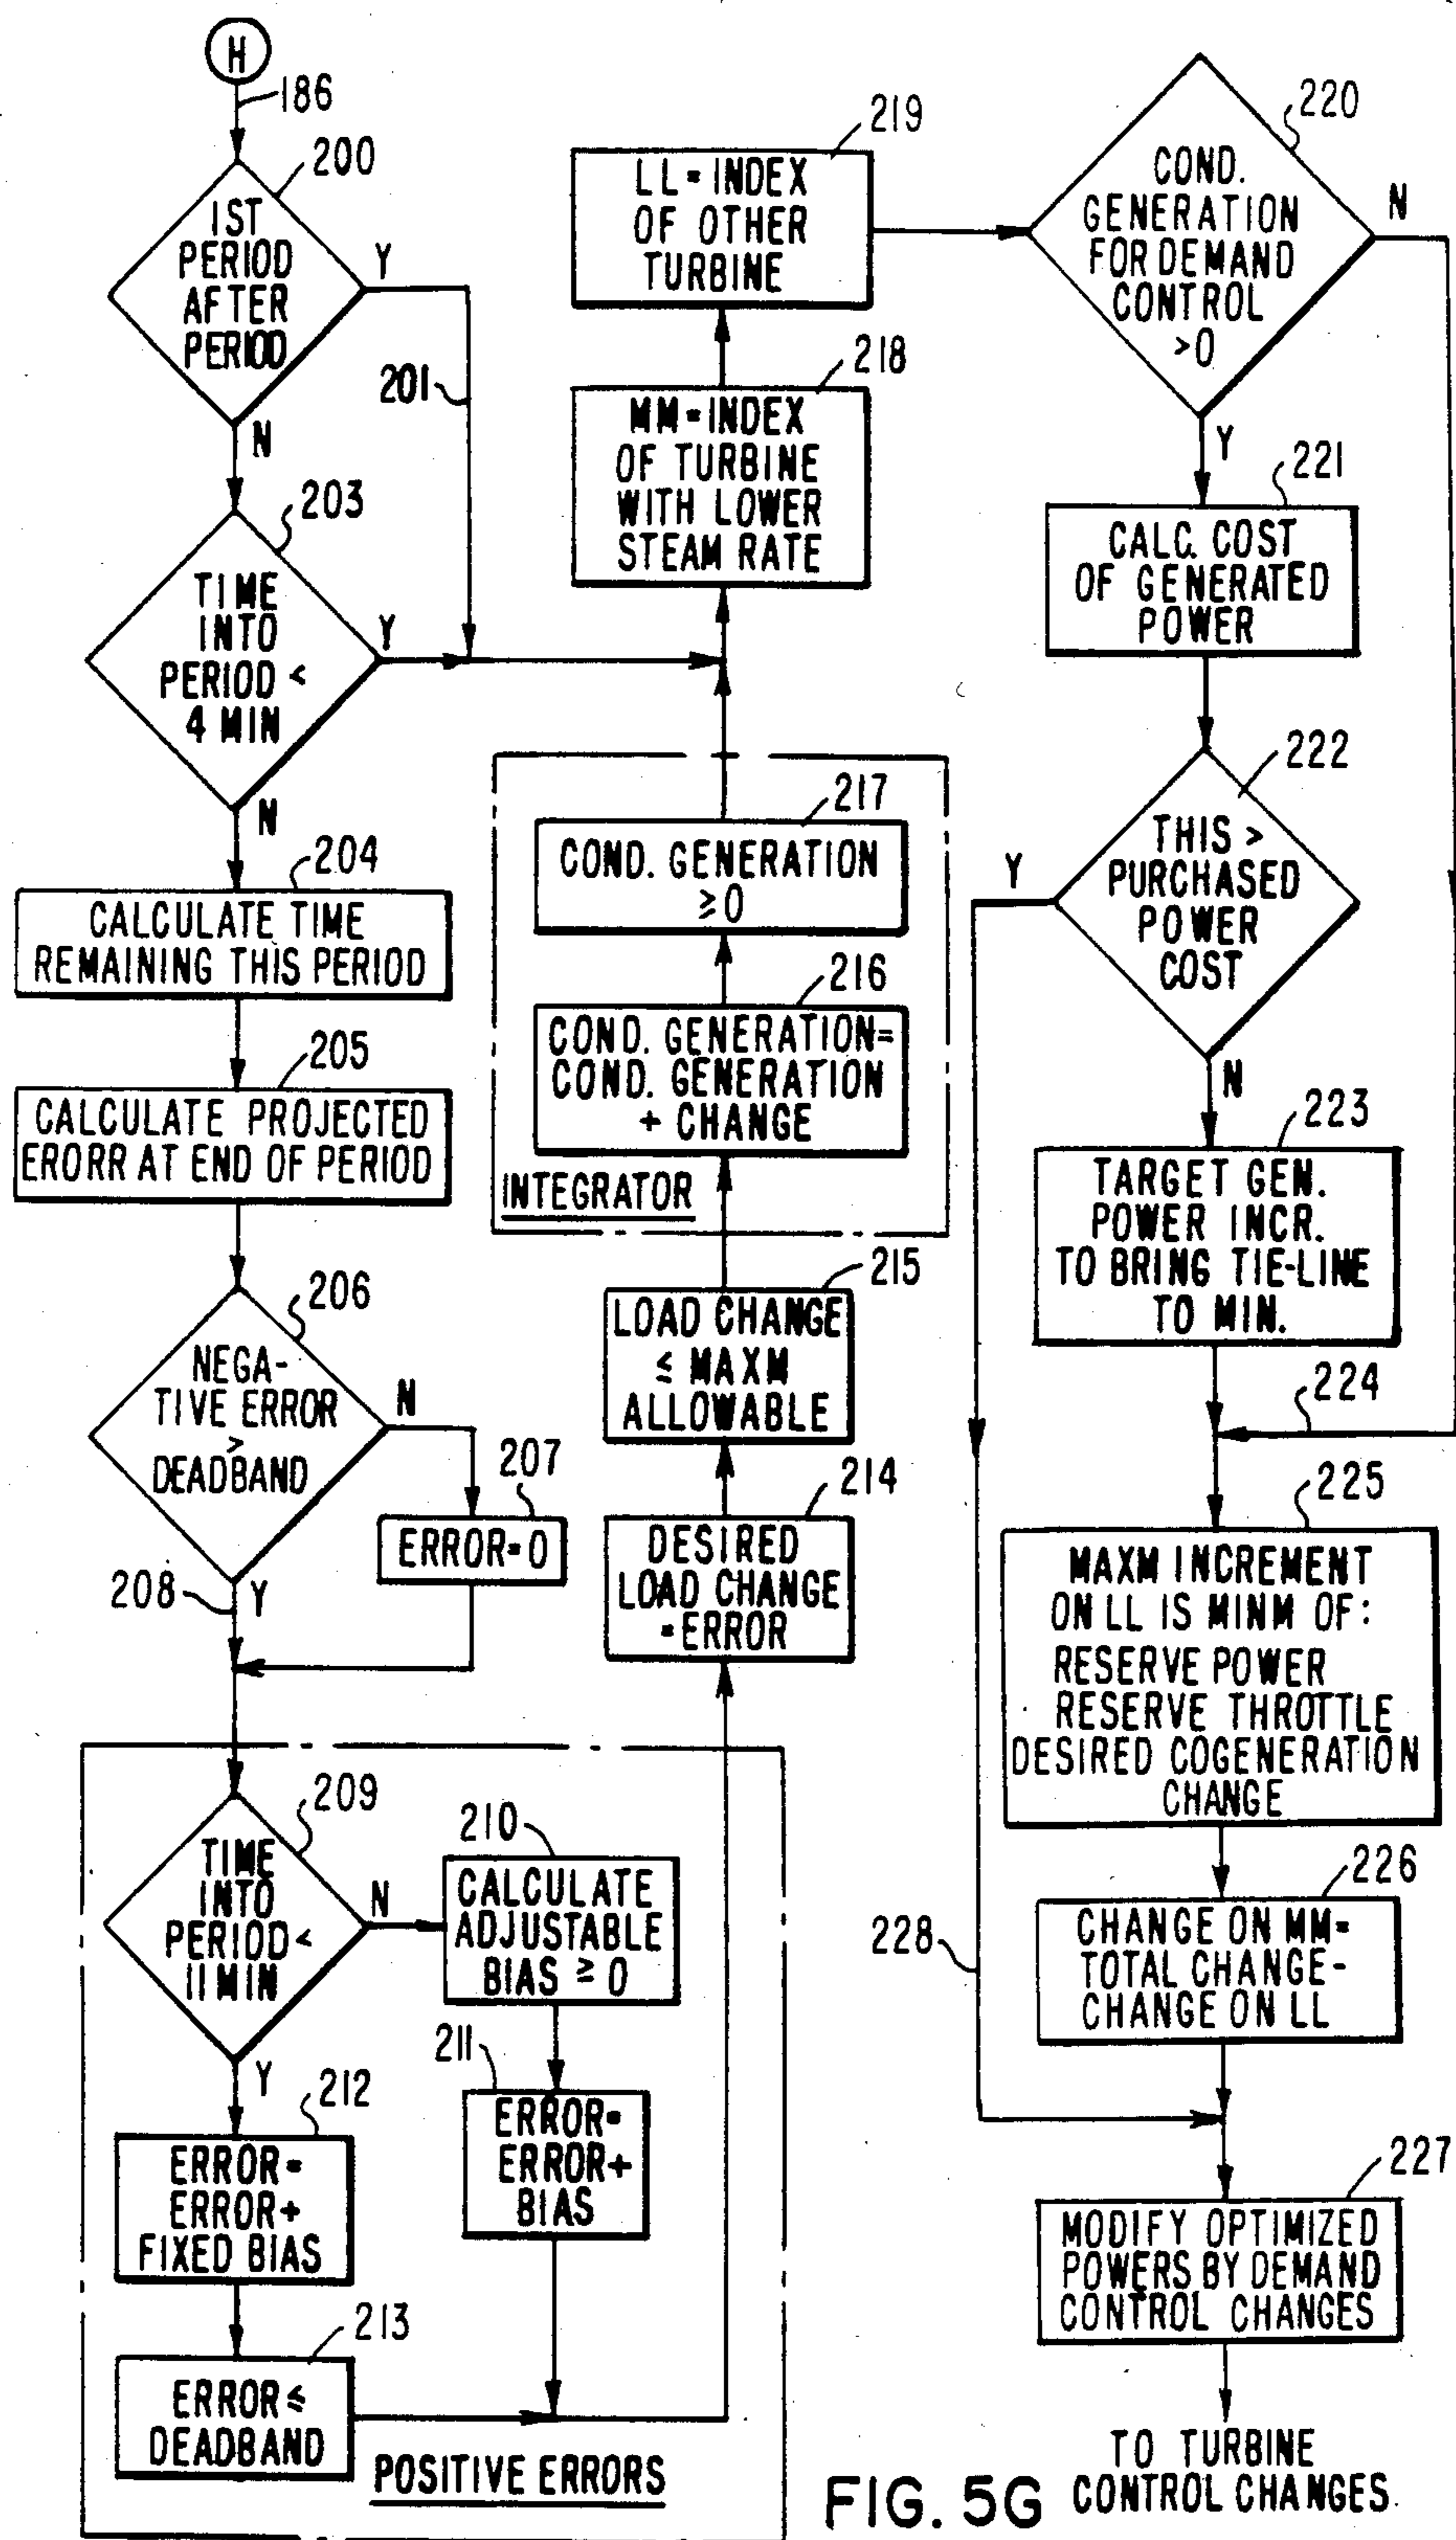 H
186
200
1ST
PERIOD
AFTER
PERIOD
Y
N
201
203
TIME
INTO
PERIOD <
4 MIN
Y
N
204
CALCULATE TIME
REMAINING THIS PERIOD
205
CALCULATE PROJECTED
ERORR AT END OF PERIOD
206
NEGA-
TIVE ERROR
>
DEADBAND
N
207
ERROR=0
208
Y
209
TIME
INTO
PERIOD <
11 MIN
N
Y
210
CALCULATE
ADJUSTABLE
BIAS ≥ 0
211
ERROR=
ERROR+
BIAS
212
ERROR=
ERROR+
FIXED BIAS
213
ERROR ≤
DEADBAND
POSITIVE ERRORS
214
DESIRED
LOAD CHANGE
=ERROR
215
LOAD CHANGE
≤ MAXM
ALLOWABLE
216
COND. GENERATION=
COND. GENERATION
+ CHANGE
INTEGRATOR
217
COND. GENERATION
≥0
218
MM=INDEX
OF TURBINE
WITH LOWER
STEAM RATE
219
LL=INDEX
OF OTHER
TURBINE
220
COND.
GENERATION
FOR DEMAND
CONTROL
>0
N
Y
221
CALC. COST
OF GENERATED
POWER
222
THIS >
PURCHASED
POWER
COST
Y
N
223
TARGET GEN.
POWER INCR.
TO BRING TIE-LINE
TO MIN.
224
225
MAXM INCREMENT
ON LL IS MINM OF:
RESERVE POWER
RESERVE THROTTLE
DESIRED COGENERATION
CHANGE
226
CHANGE ON MM=
TOTAL CHANGE-
CHANGE ON LL
228
227
MODIFY OPTIMIZED
POWERS BY DEMAND
CONTROL CHANGES
TO TURBINE
CONTROL CHANGES
FIG. 5G